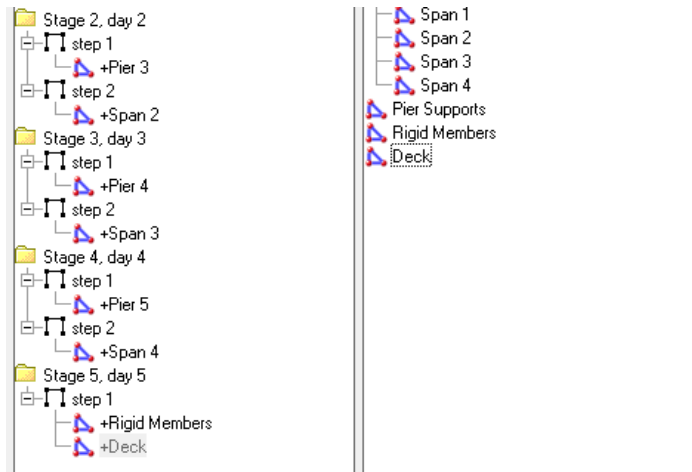 Stage 2, day 2
step 1
+Pier 3
step 2
+Span 2
Stage 3, day 3
step 1
+Pier 4
step 2
+Span 3
Stage 4, day 4
step 1
+Pier 5
step 2
+Span 4
Stage 5, day 5
step 1
+Rigid Members
+Deck
Span 1
Span 2
Span 3
Span 4
Pier Supports
Rigid Members
Deck